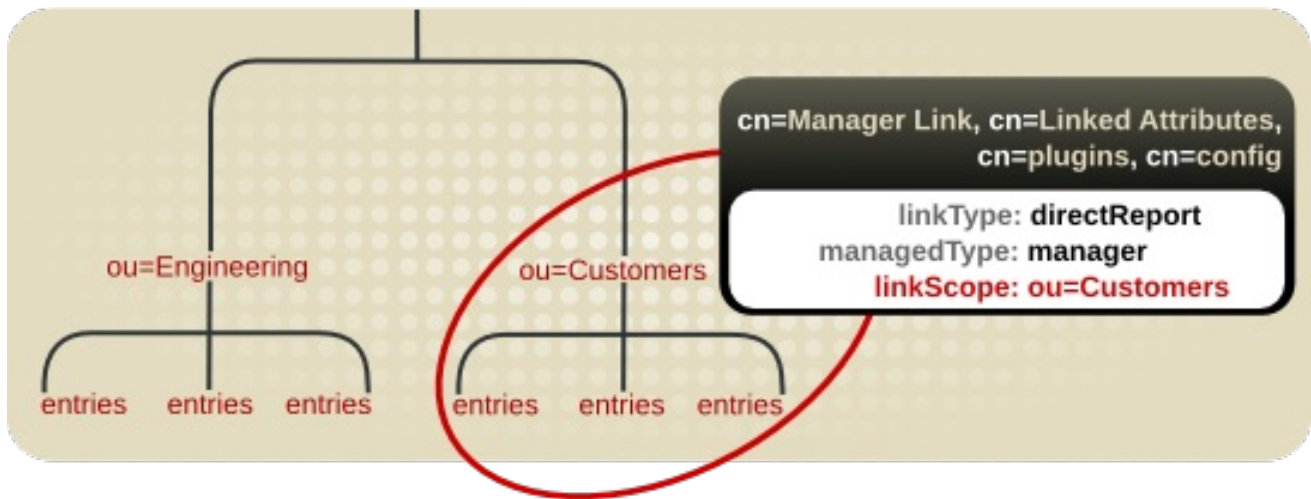 cn=Manager Link, cn=Linked Attributes,
cn=plugins, cn=config
linkType: directReport
managedType: manager
linkScope: ou=Customers
ou=Engineering
ou=Customers
entries
entries
entries
entries
entries
entries